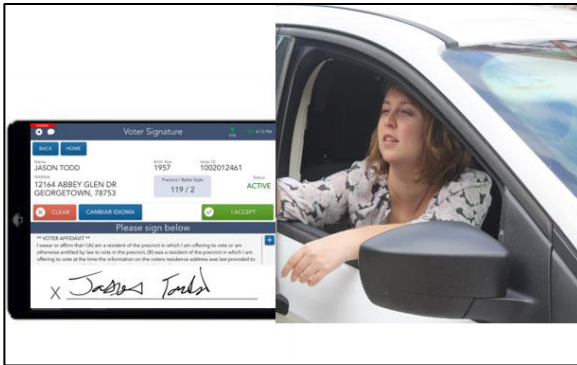 Voter Signature
4:15 PM
BACK HOME
Name
JASON TODD
Birth Year
1957
Voter ID
1002012461
Address
12164 ABBEY GLEN DR
GEORGETOWN, 78753
Precinct / Ballot Style
119 / 2
Status
ACTIVE
CLEAR CAMBIAR IDIOMA I ACCEPT
Please sign below
** VOTER AFFIDAVIT **
I swear or affirm that I (A) am a resident of the precinct in which I am offering to vote or am
otherwise entitled by law to vote in the precinct, (B) was a resident of the precinct in which I am
offering to vote at the time the information on the voters residence address was last provided to
X Jason Todd